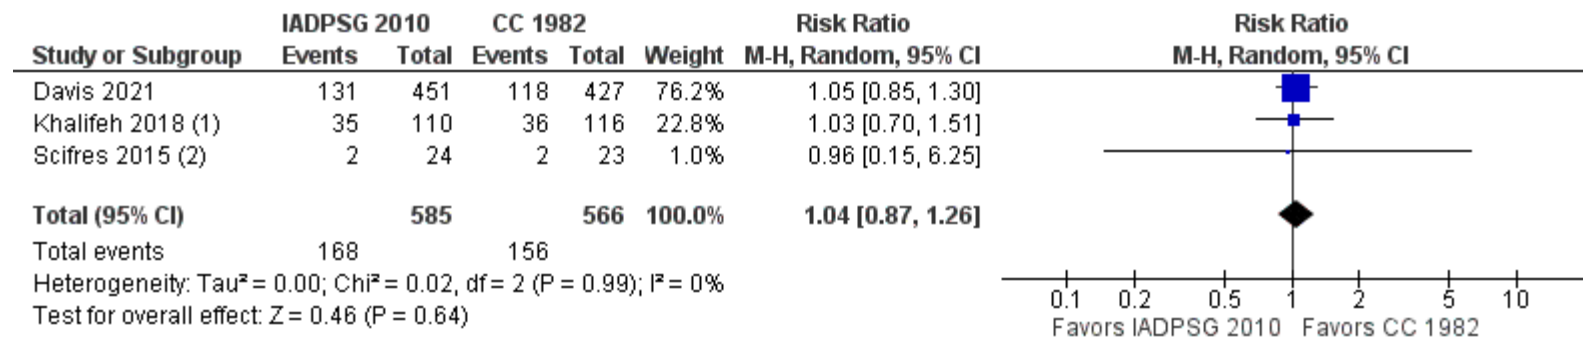 IADPSG 2010 CC 1982 Risk Ratio Risk Ratio
Study or Subgroup Events Total Events Total Weight M-H, Random, 95% CI M-H, Random, 95% CI
Davis 2021 131 451 118 427 76.2% 1.05 [0.85, 1.30]
Khalifeh 2018 (1) 35 110 36 116 22.8% 1.03 [0.70, 1.51]
Scifres 2015 (2) 2 24 2 23 1.0% 0.96 [0.15, 6.25]
Total (95% CI) 585 566 100.0% 1.04 [0.87, 1.26]
Total events 168 156
Heterogeneity: Tau² = 0.00; Chi² = 0.02, df = 2 (P = 0.99); I² = 0%
Test for overall effect: Z = 0.46 (P = 0.64)
0.1 0.2 0.5 1 2 5 10
Favors IADPSG 2010 Favors CC 1982